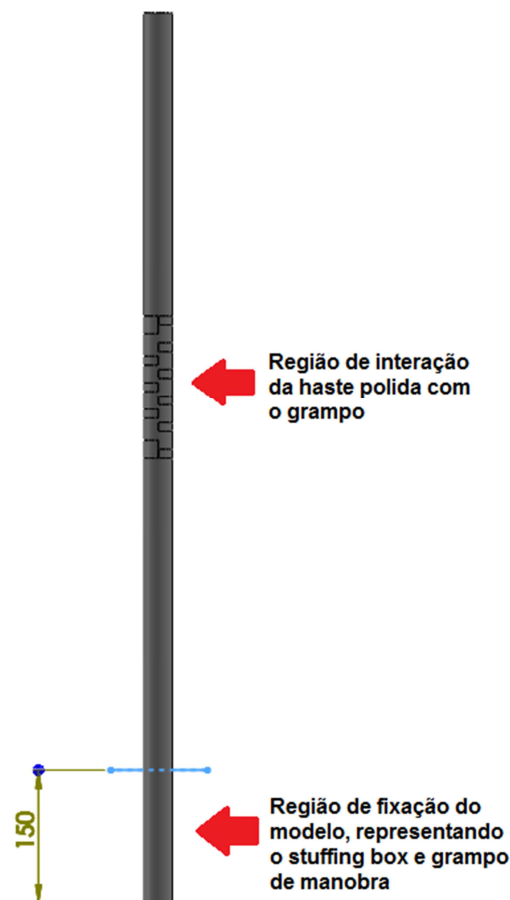 Região de interação
da haste polida com
o grampo
150
Região de fixação do
modelo, representando
o stuffing box e grampo
de manobra